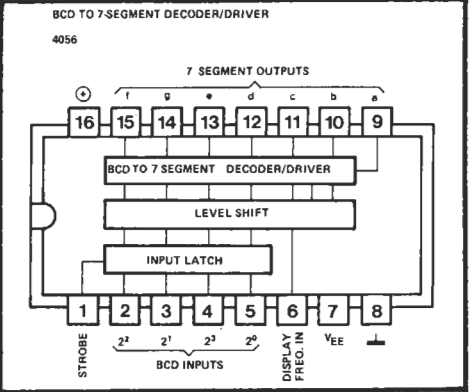 BCD TO 7-SEGMENT DECODER/DRIVER
4056
7 SEGMENT OUTPUTS
f g e d c b a
16 15 14 13 12 11 10 9
BCD TO 7 SEGMENT DECODER/DRIVER
LEVEL SHIFT
INPUT LATCH
1 2 3 4 5 6 7 8
STROBE
2² 2¹ 2³ 2⁰
BCD INPUTS
DISPLAY
FREQ. IN
VEE